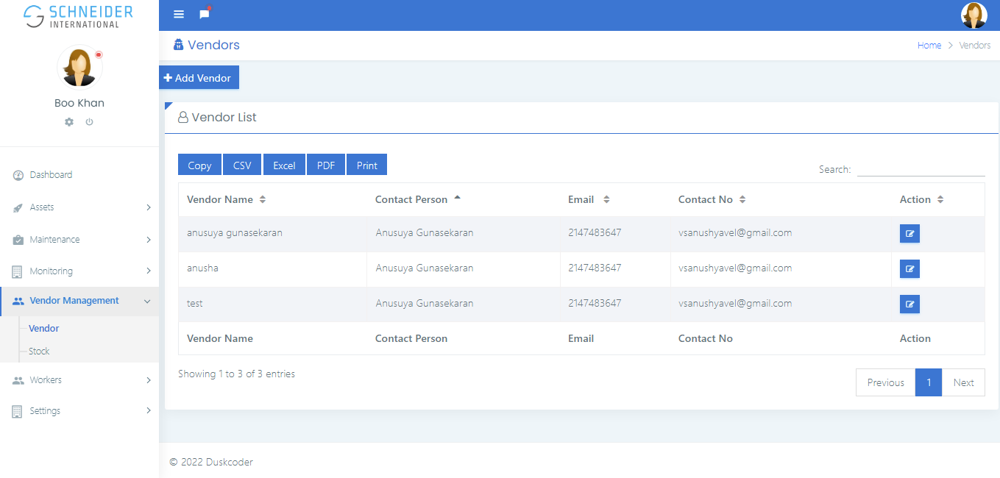 SCHNEIDER
INTERNATIONAL
Boo Khan
Dashboard
Assets
Maintenance
Monitoring
Vendor Management
Vendor
Stock
Workers
Settings
Vendors
Home > Vendors
Add Vendor
Vendor List
Copy CSV Excel PDF Print
Search:
Vendor Name Contact Person Email Contact No Action
anusuya gunasekaran Anusuya Gunasekaran 2147483647 vsanushyavel@gmail.com
anusha Anusuya Gunasekaran 2147483647 vsanushyavel@gmail.com
test Anusuya Gunasekaran 2147483647 vsanushyavel@gmail.com
Vendor Name Contact Person Email Contact No Action
Showing 1 to 3 of 3 entries
Previous 1 Next
© 2022 Duskcoder